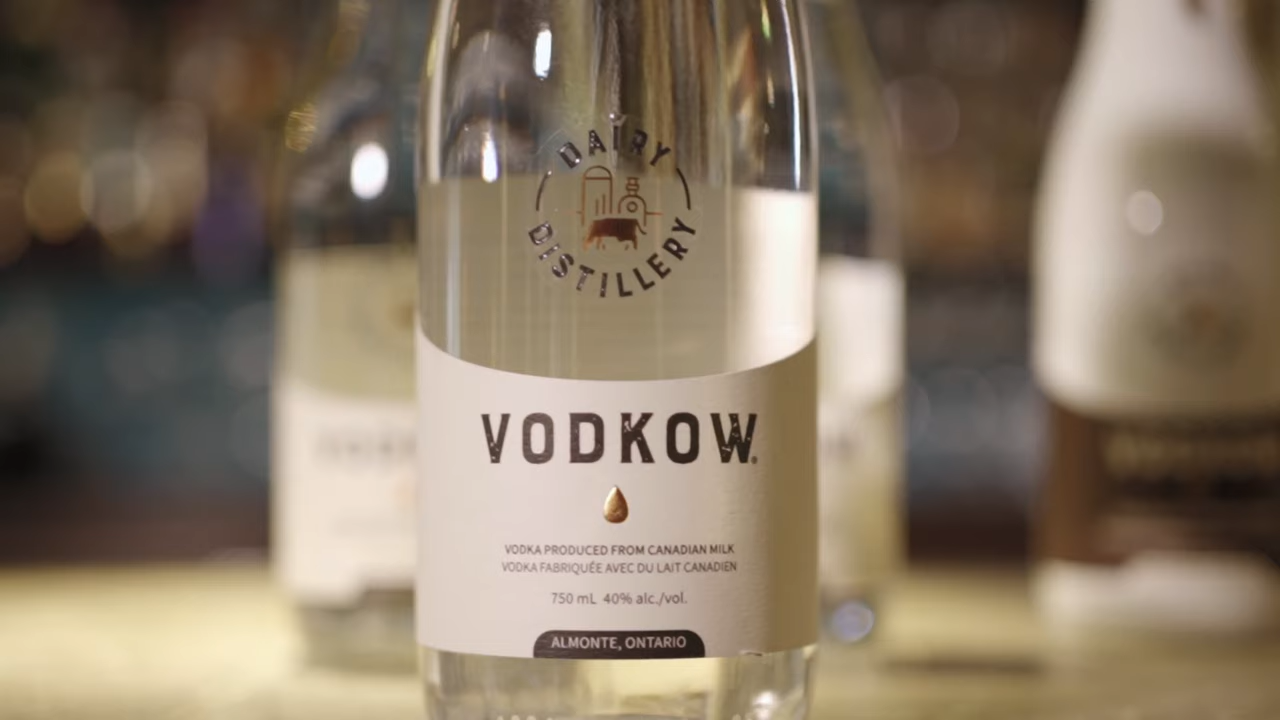 DAIRY
DISTILLERY
VODKOW.
VODKA PRODUCED FROM CANADIAN MILK
VODKA FABRIQUÉE AVEC DU LAIT CANADIEN
750 mL 40% alc./vol.
ALMONTE, ONTARIO